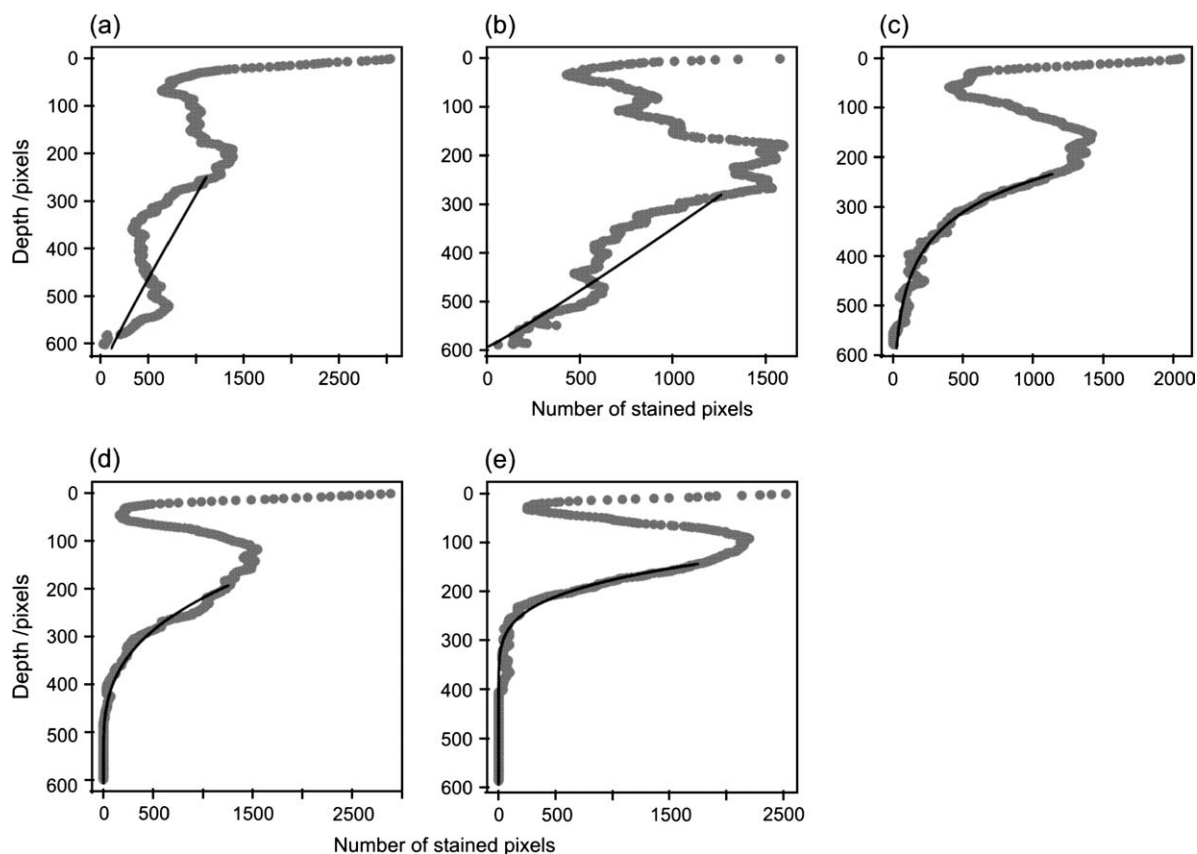 (a) (b) (c)
0 0 0
100 100 100
200 200 200
300 300 300
400 400 400
500 500 500
600 600 600
Depth /pixels
0 500 1500 2500 0 500 1000 1500 0 500 1000 1500 2000
Number of stained pixels
(d) (e)
0 0
100 100
200 200
300 300
400 400
500 500
600 600
Depth /pixels
0 500 1500 2500 0 500 1500 2500
Number of stained pixels